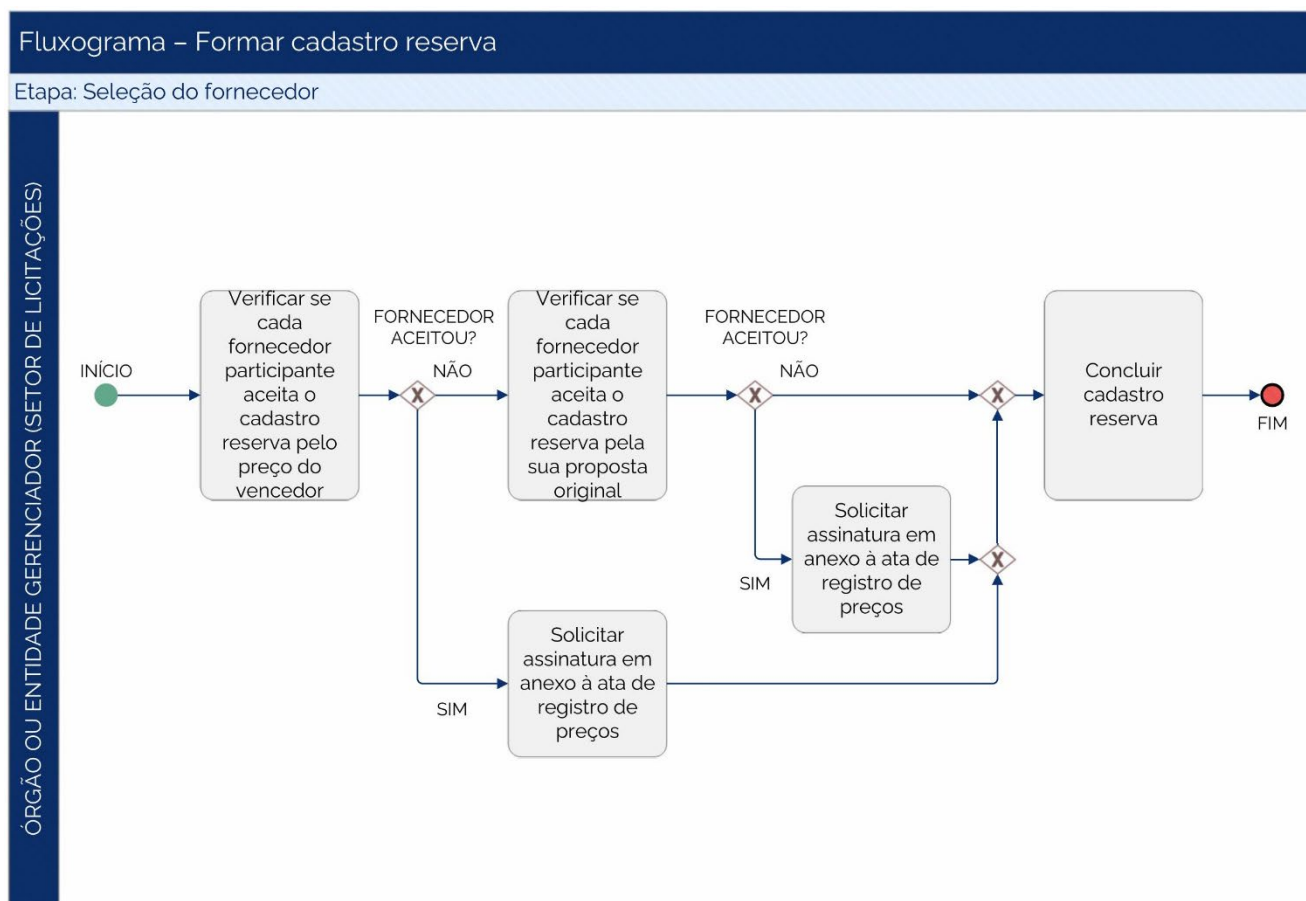 Fluxograma – Formar cadastro reserva
Etapa: Seleção do fornecedor
ÓRGÃO OU ENTIDADE GERENCIADOR (SETOR DE LICITAÇÕES)
INÍCIO
Verificar se
cada
fornecedor
participante
aceita o
cadastro
reserva pelo
preço do
vencedor
FORNECEDOR
ACEITOU?
NÃO
X
Verificar se
cada
fornecedor
participante
aceita o
cadastro
reserva pela
sua proposta
original
FORNECEDOR
ACEITOU?
NÃO
X
X
Concluir
cadastro
reserva
FIM
SIM
Solicitar
assinatura em
anexo à ata de
registro de
preços
X
SIM
Solicitar
assinatura em
anexo à ata de
registro de
preços